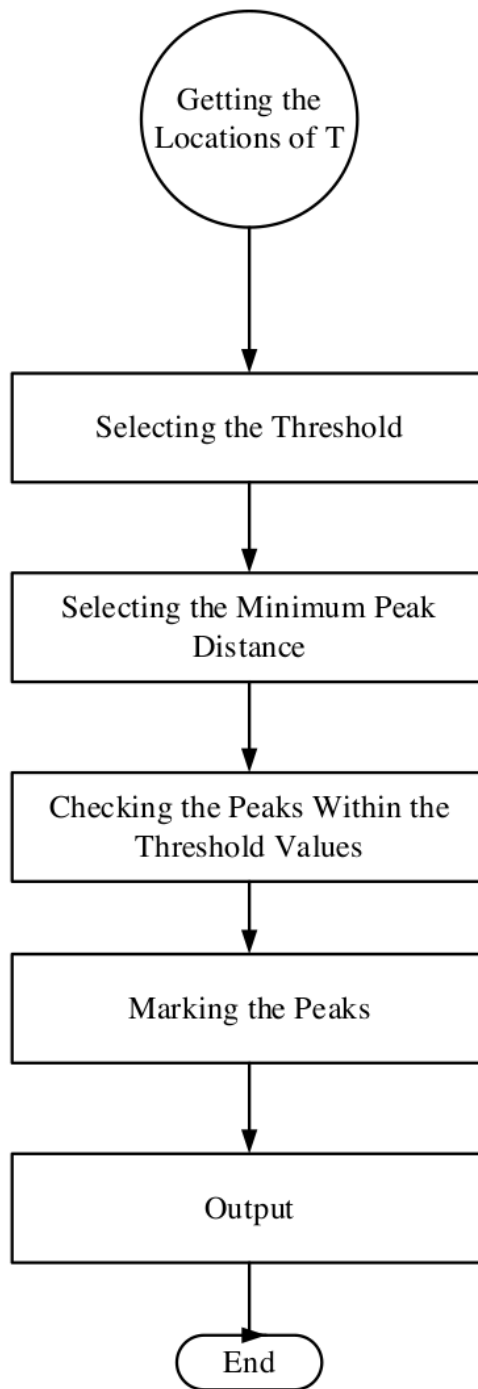 Getting the
Locations of T
Selecting the Threshold
Selecting the Minimum Peak
Distance
Checking the Peaks Within the
Threshold Values
Marking the Peaks
Output
End